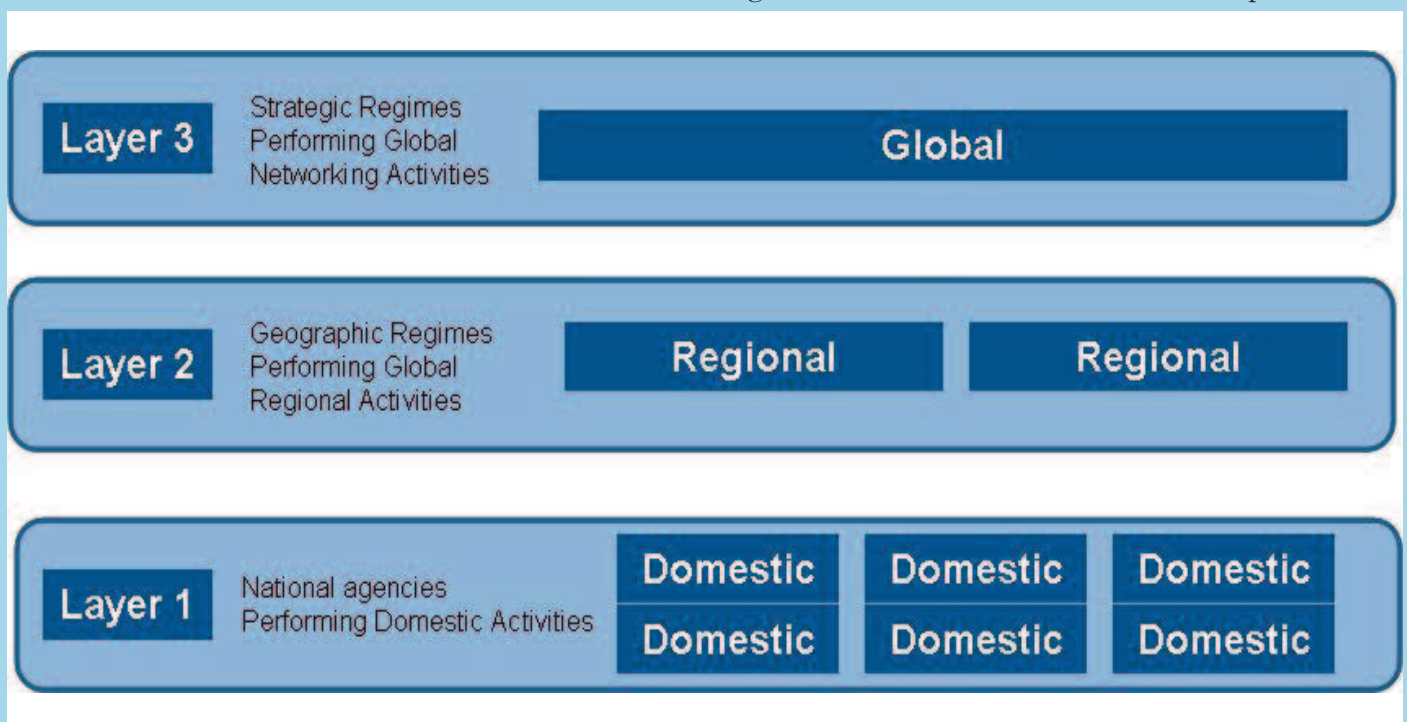 Layer 3
Strategic Regimes
Performing Global
Networking Activities
Global
Layer 2
Geographic Regimes
Performing Global
Regional Activities
Regional Regional
Layer 1
National agencies
Performing Domestic Activities
Domestic Domestic Domestic
Domestic Domestic Domestic